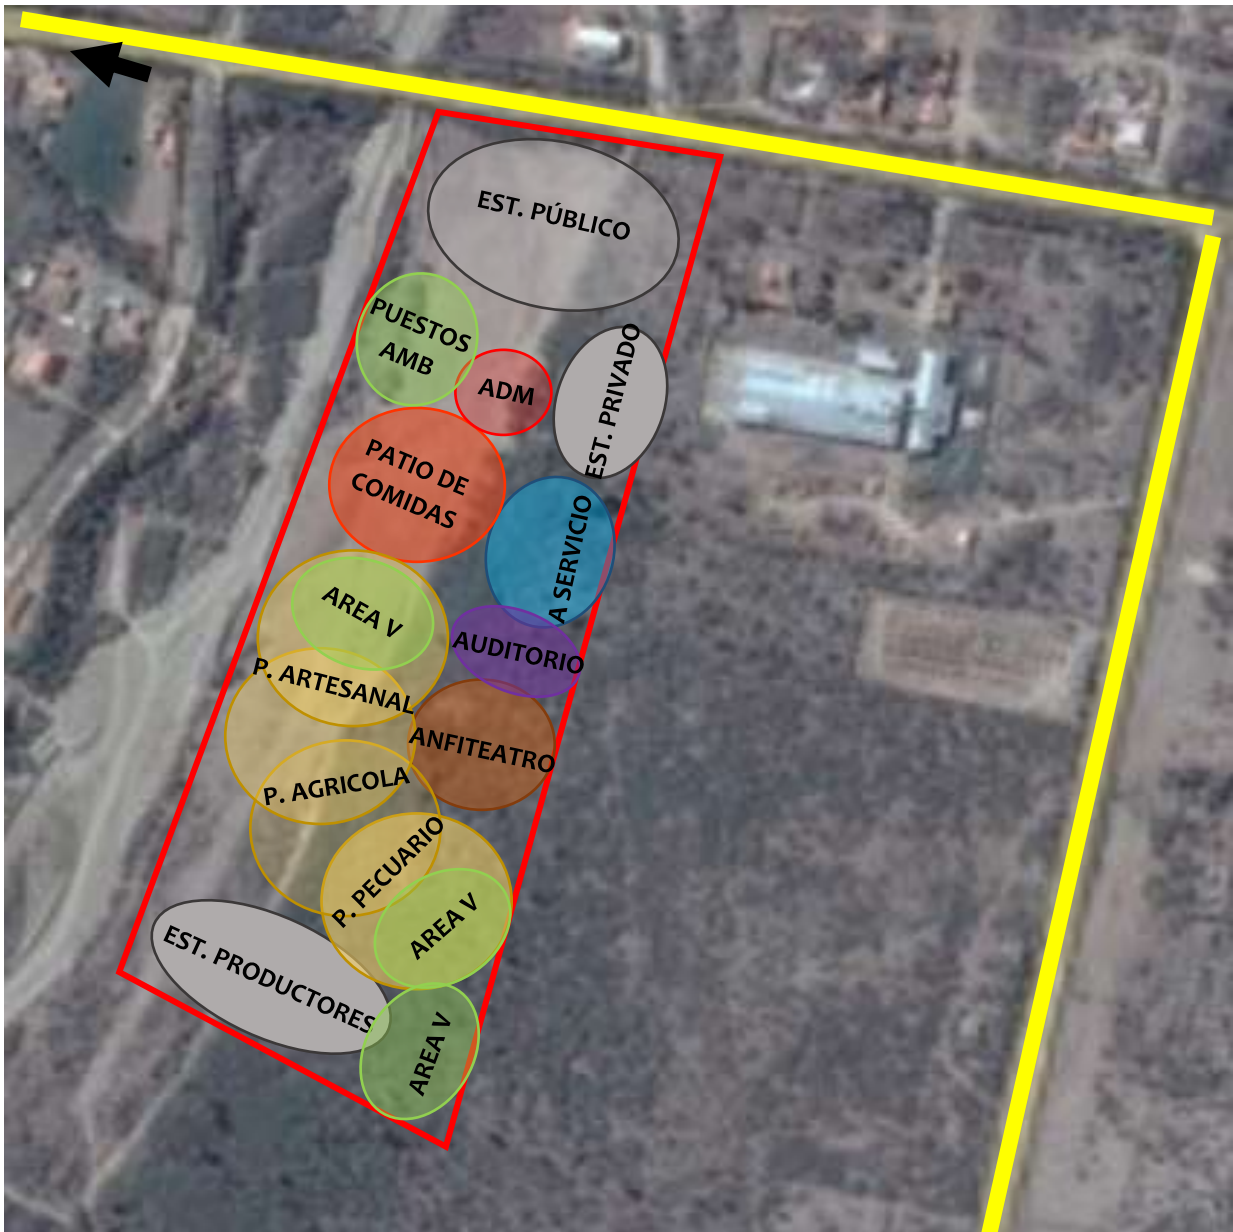 EST. PÚBLICO
PUESTOS
AMB
ADM
EST. PRIVADO
PATIO DE
COMIDAS
A SERVICIO
AREA V
AUDITORIO
P. ARTESANAL
ANFITEATRO
P. AGRICOLA
P. PECUARIO
AREA V
EST. PRODUCTORES
AREA V